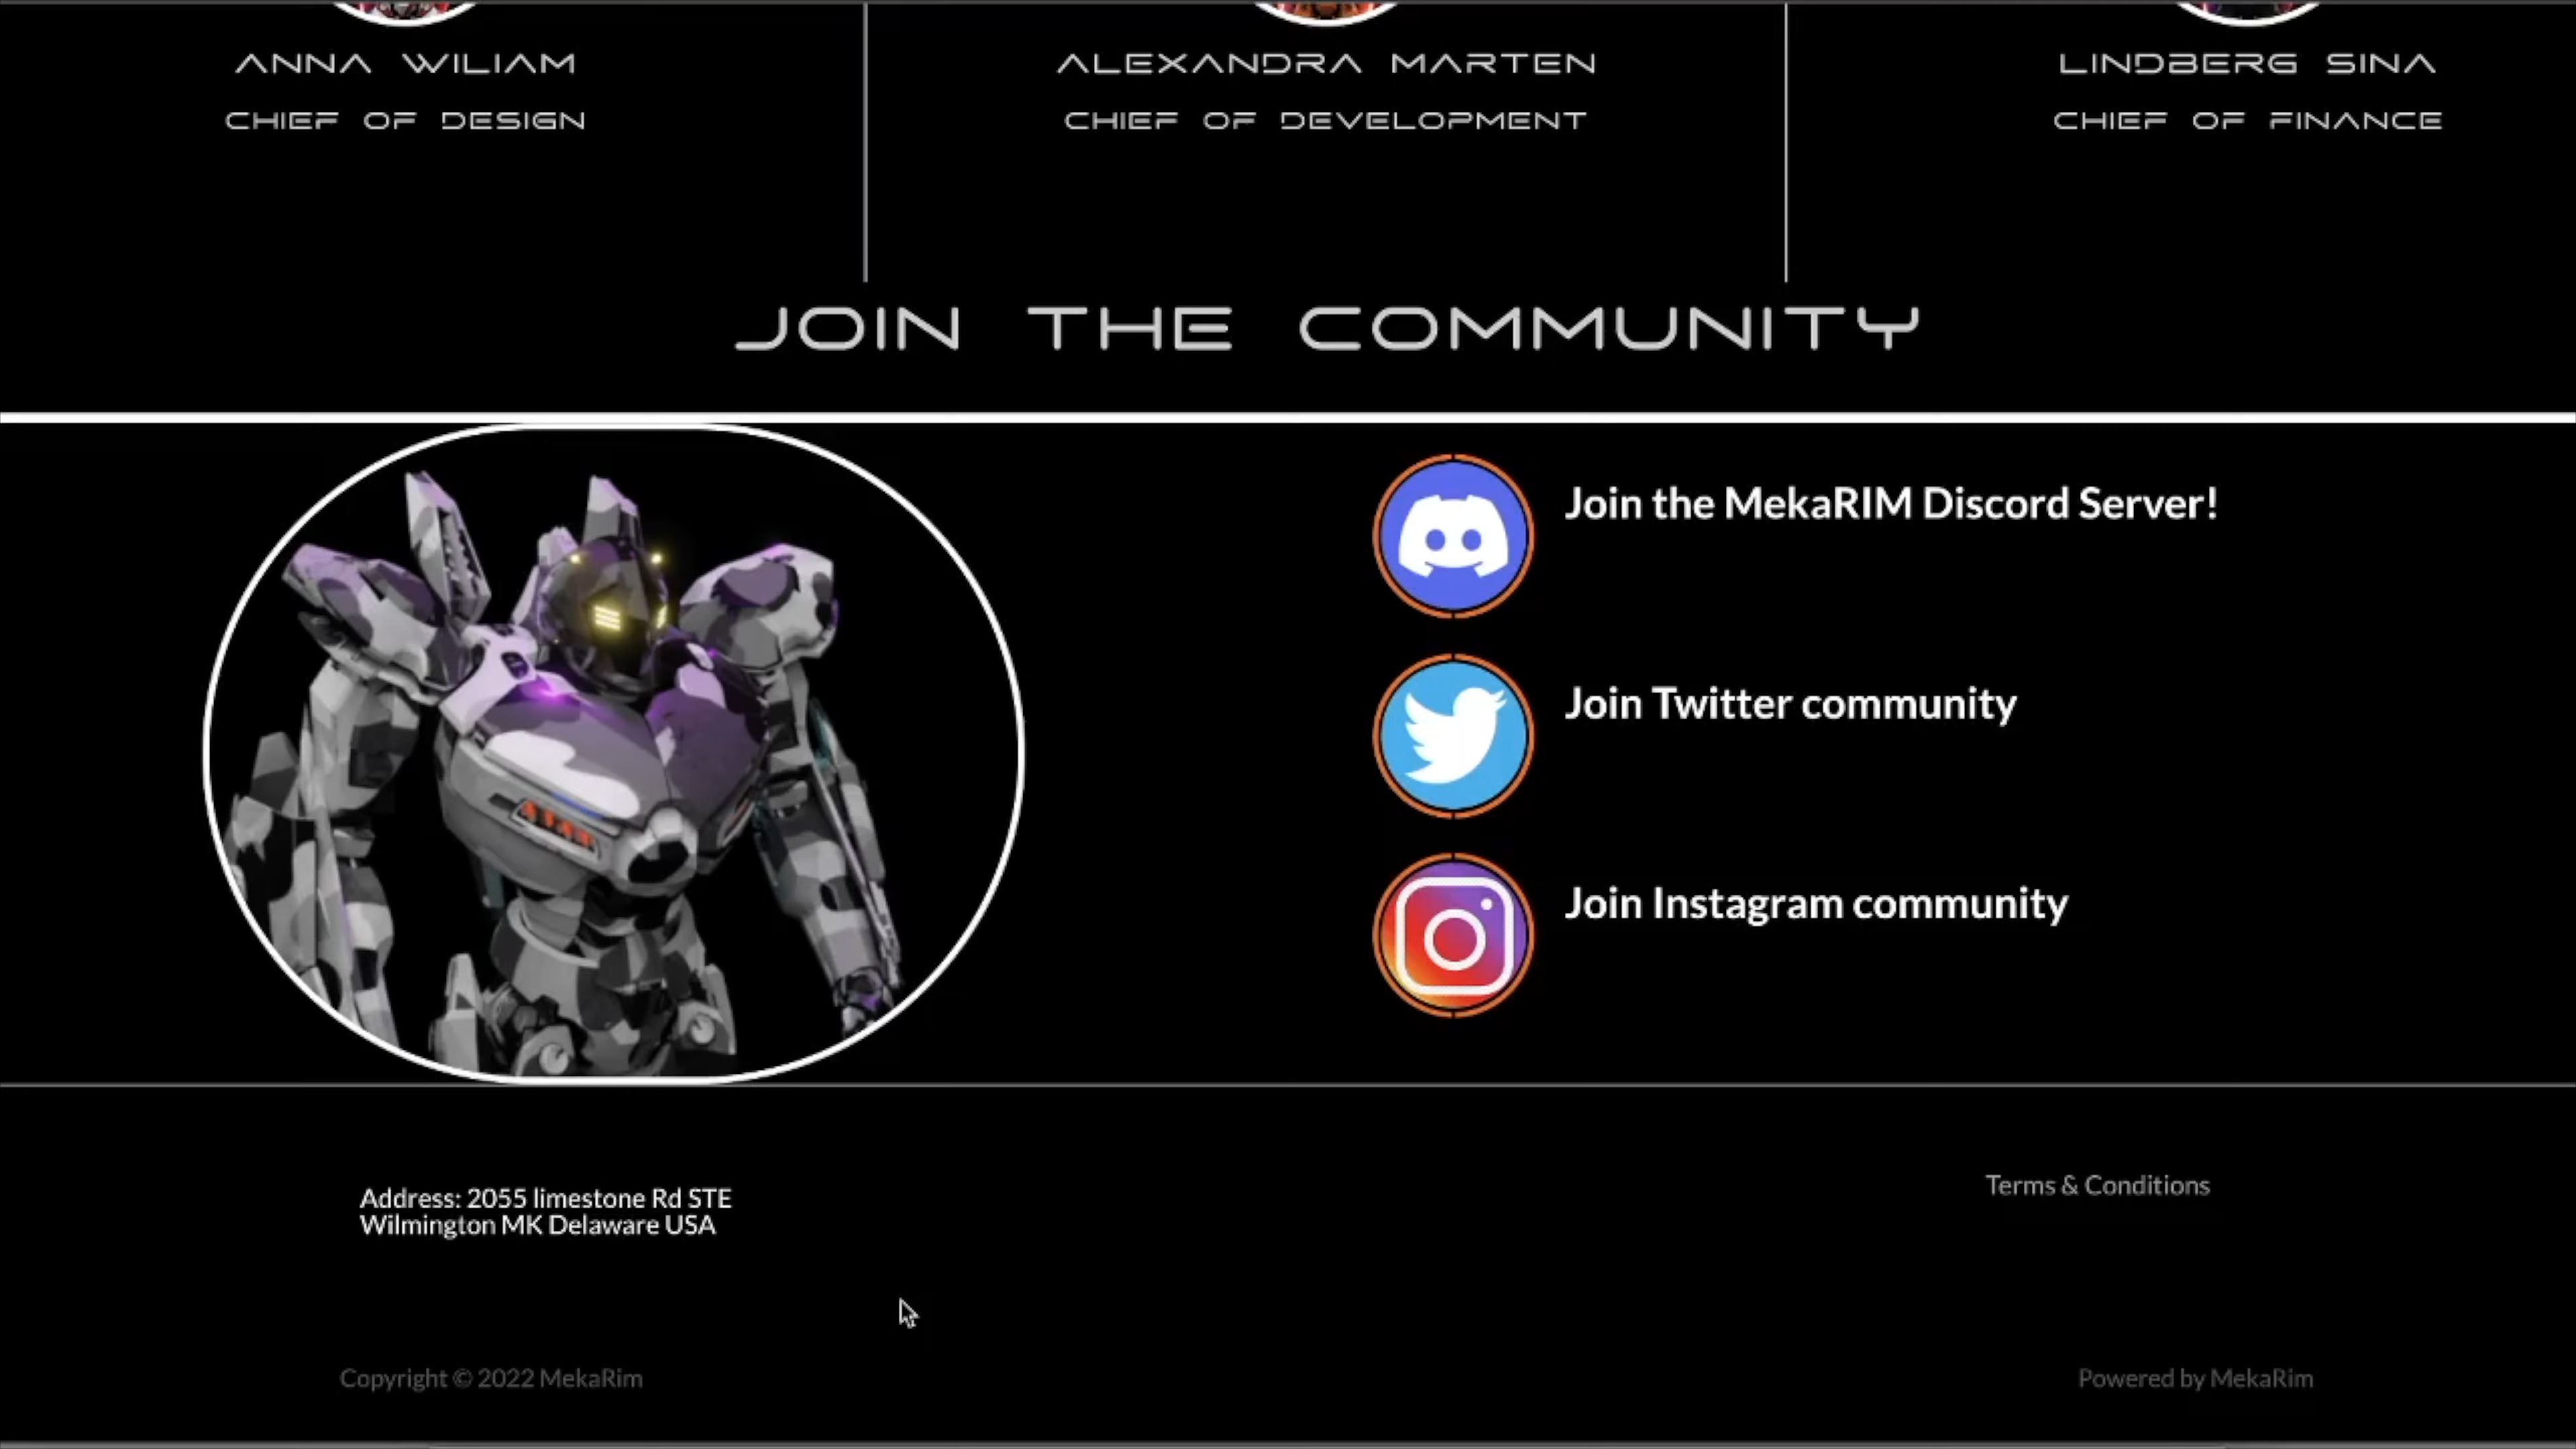 ANNA WILIAM
CHIEF OF DESIGN
ALEXANDRA MARTEN
CHIEF OF DEVELOPMENT
LINDBERG SINA
CHIEF OF FINANCE
JOIN THE COMMUNITY
Join the MekaRIM Discord Server!
Join Twitter community
Join Instagram community
Address: 2055 limestone Rd STE
Wilmington MK Delaware USA
Terms & Conditions
Copyright © 2022 MekaRim
Powered by MekaRim